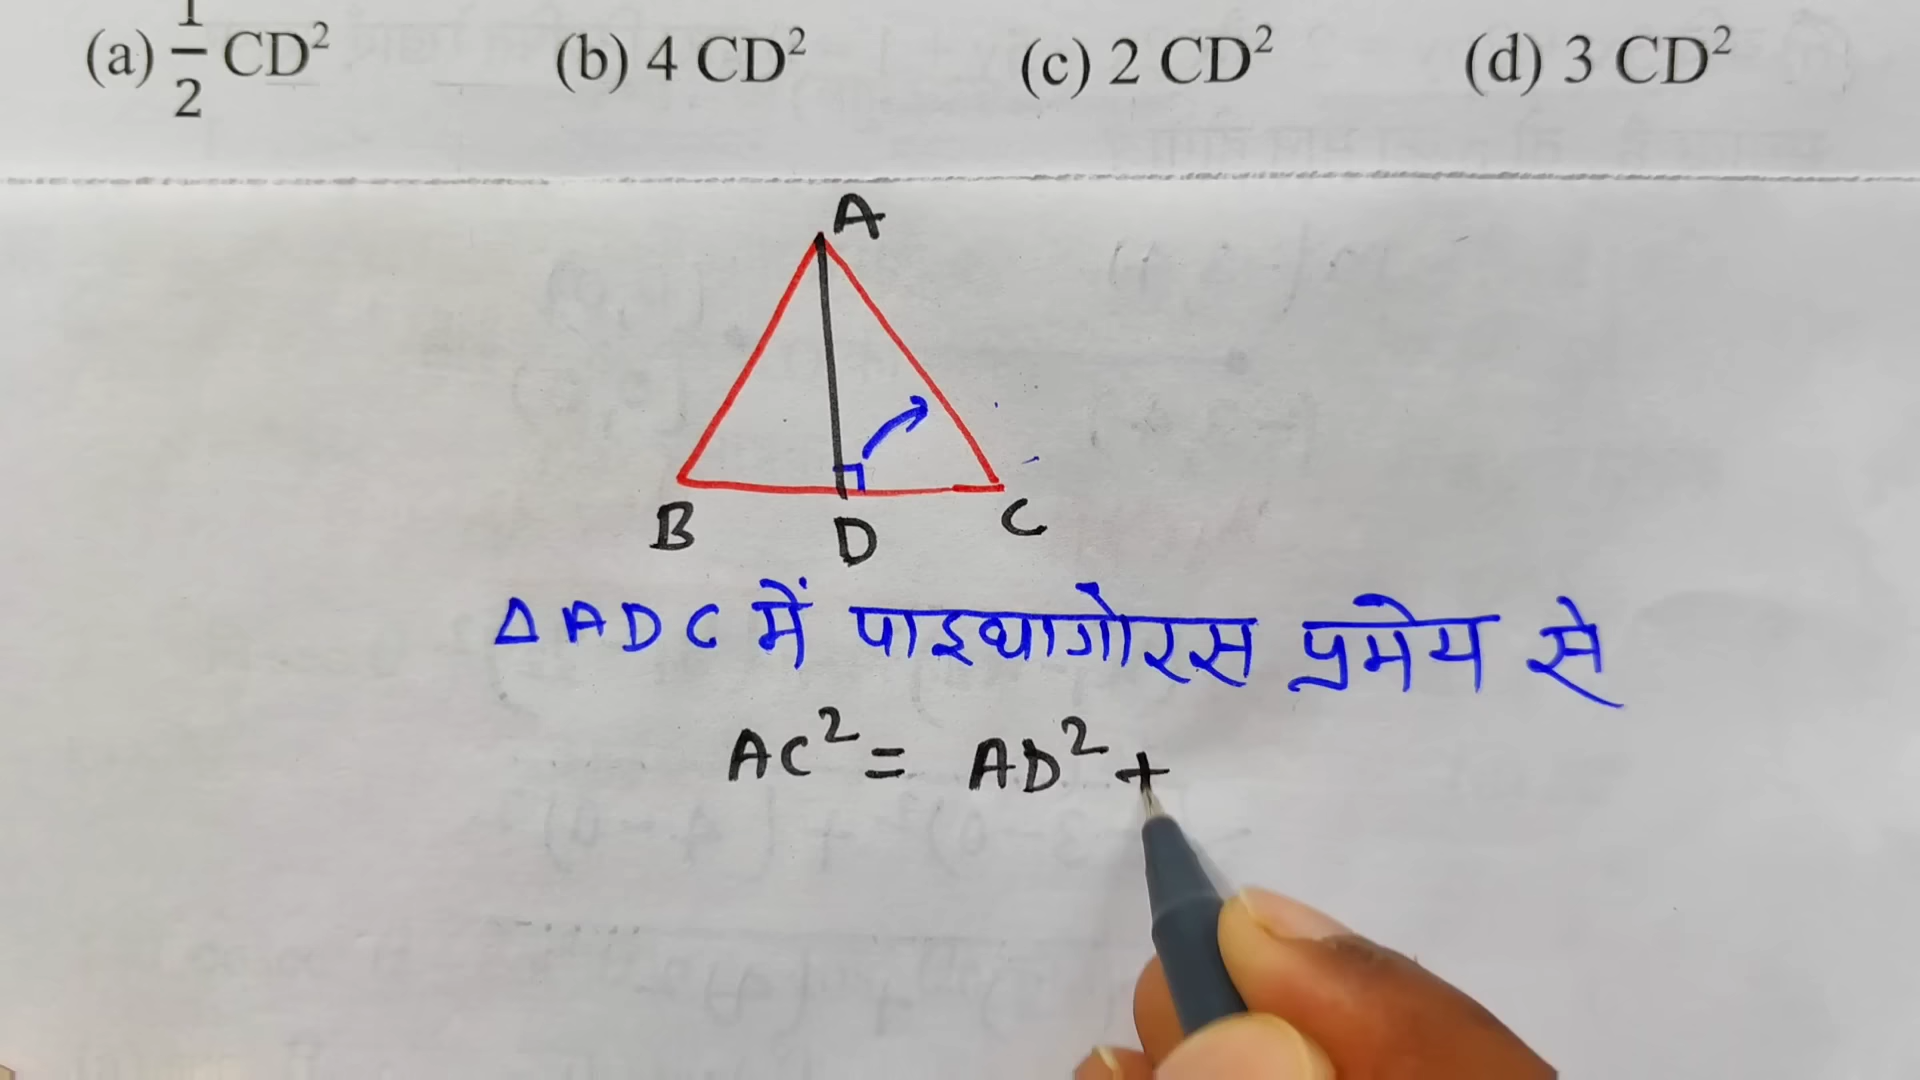 (a) 1/2 CD² (b) 4 CD² (c) 2 CD² (d) 3 CD²
A
B D C
Δ ADC में पाइथागोरस प्रमेय से
AC² = AD² +